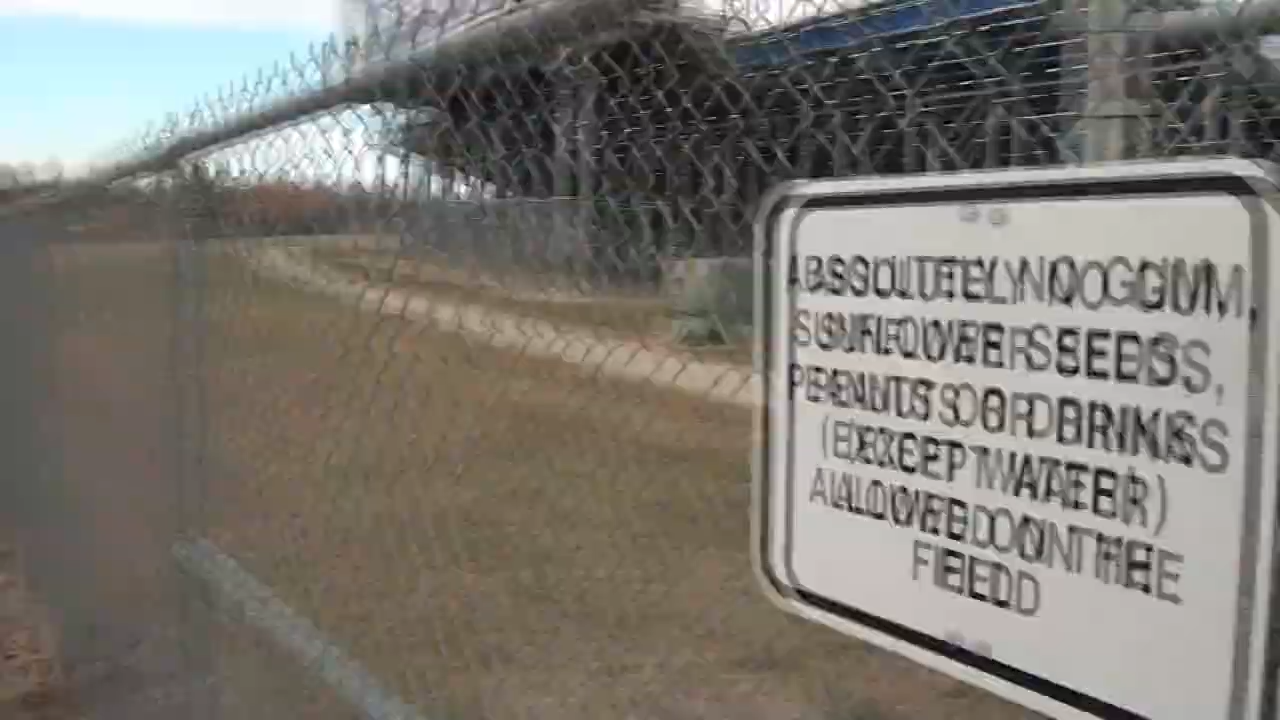 ABSOLUTELY NO GUM,
SUNFLOWER SEEDS,
PEANUTS OR DRINKS
(EXCEPT WATER)
ALLOWED ON THE
FIELD